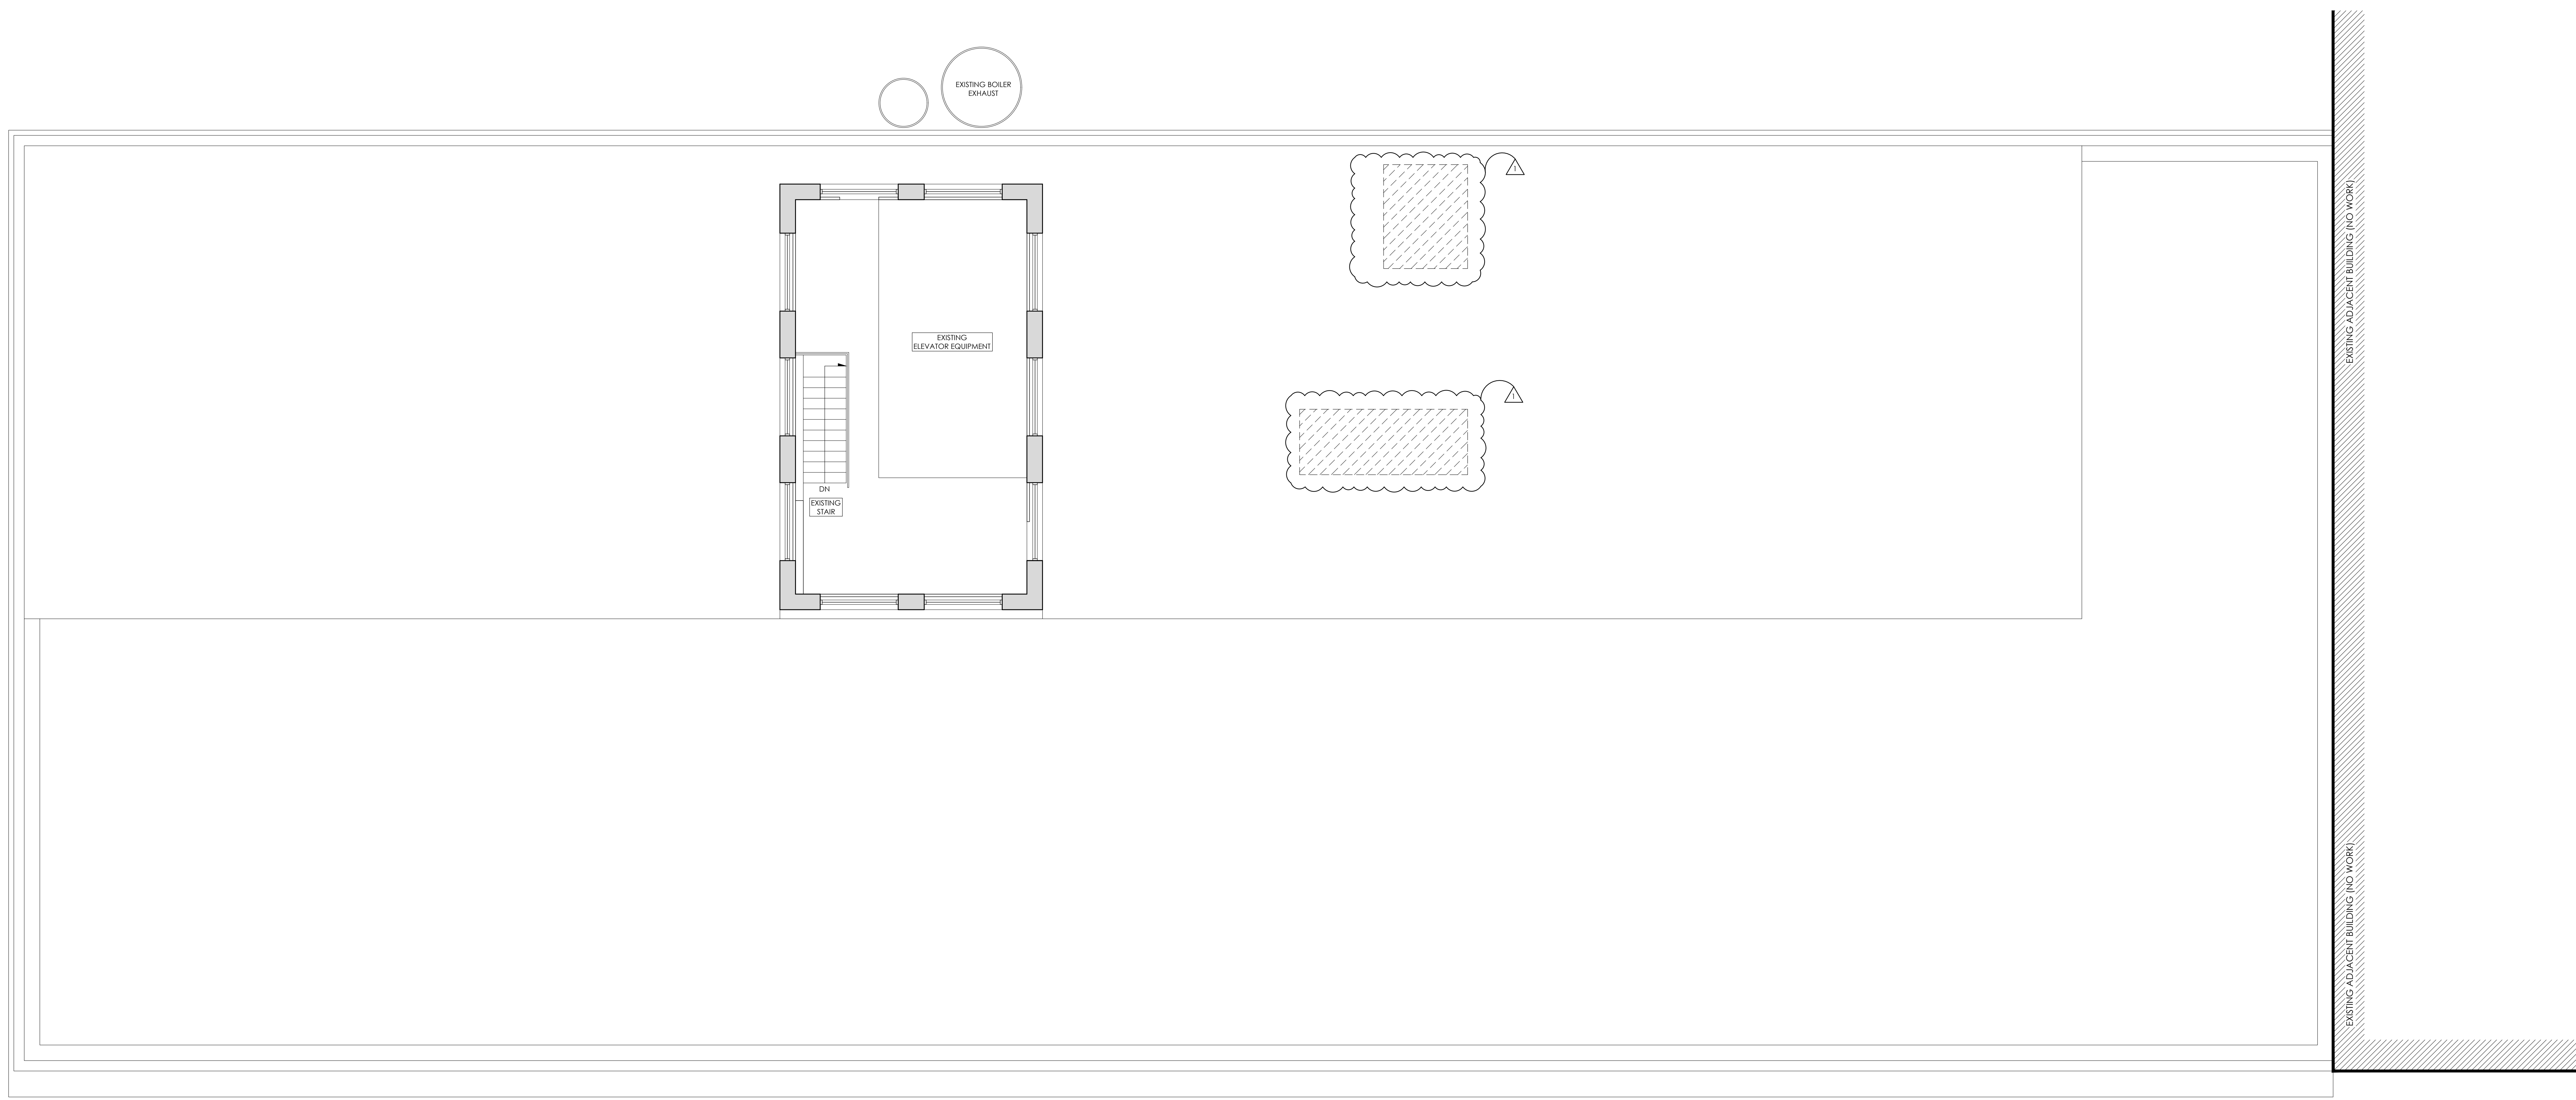 EXISTING BOILER
EXHAUST
1
EXISTING ADJACENT BUILDING (NO WORK)
EXISTING
ELEVATOR EQUIPMENT
1
DN
EXISTING
STAIR
EXISTING ADJACENT BUILDING (NO WORK)